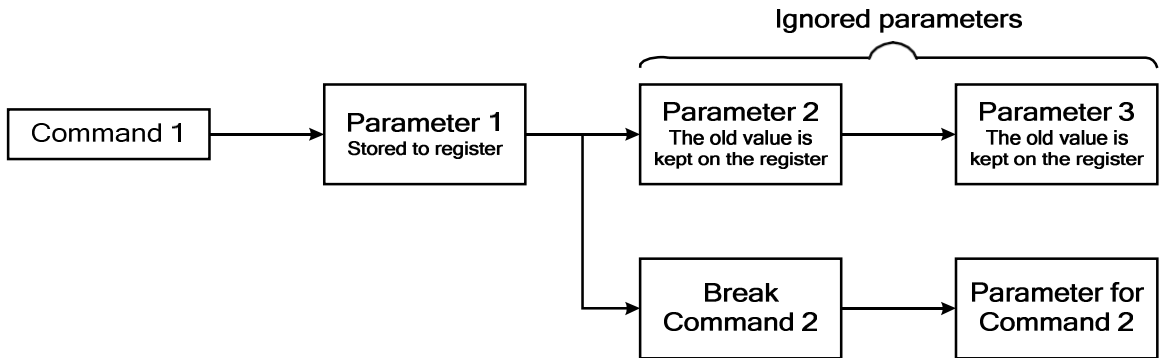 Ignored parameters
Command 1
Parameter 1
Stored to register
Parameter 2
The old value is
kept on the register
Parameter 3
The old value is
kept on the register
Break
Command 2
Parameter for
Command 2